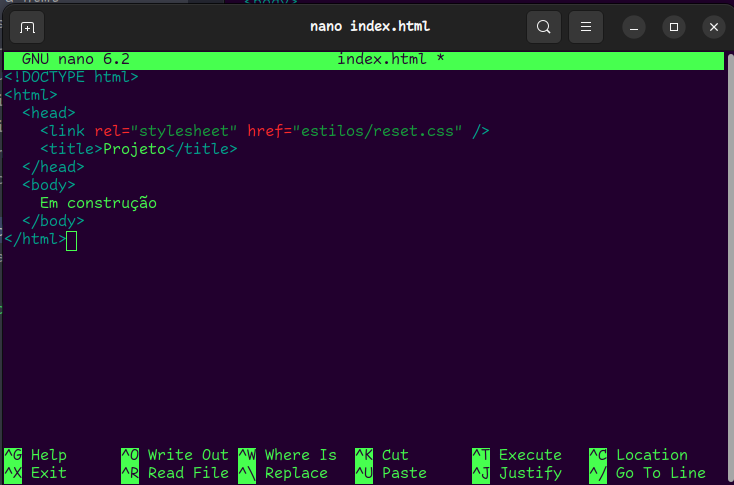 nano index.html
GNU nano 6.2 index.html *
<!DOCTYPE html>
<html>
  <head>
    <link rel="stylesheet" href="estilos/reset.css" />
    <title>Projeto</title>
  </head>
  <body>
    Em construção
  </body>
</html>
^G Help ^O Write Out ^W Where Is ^K Cut ^T Execute ^C Location
^X Exit ^R Read File ^\ Replace ^U Paste ^J Justify ^/ Go To Line